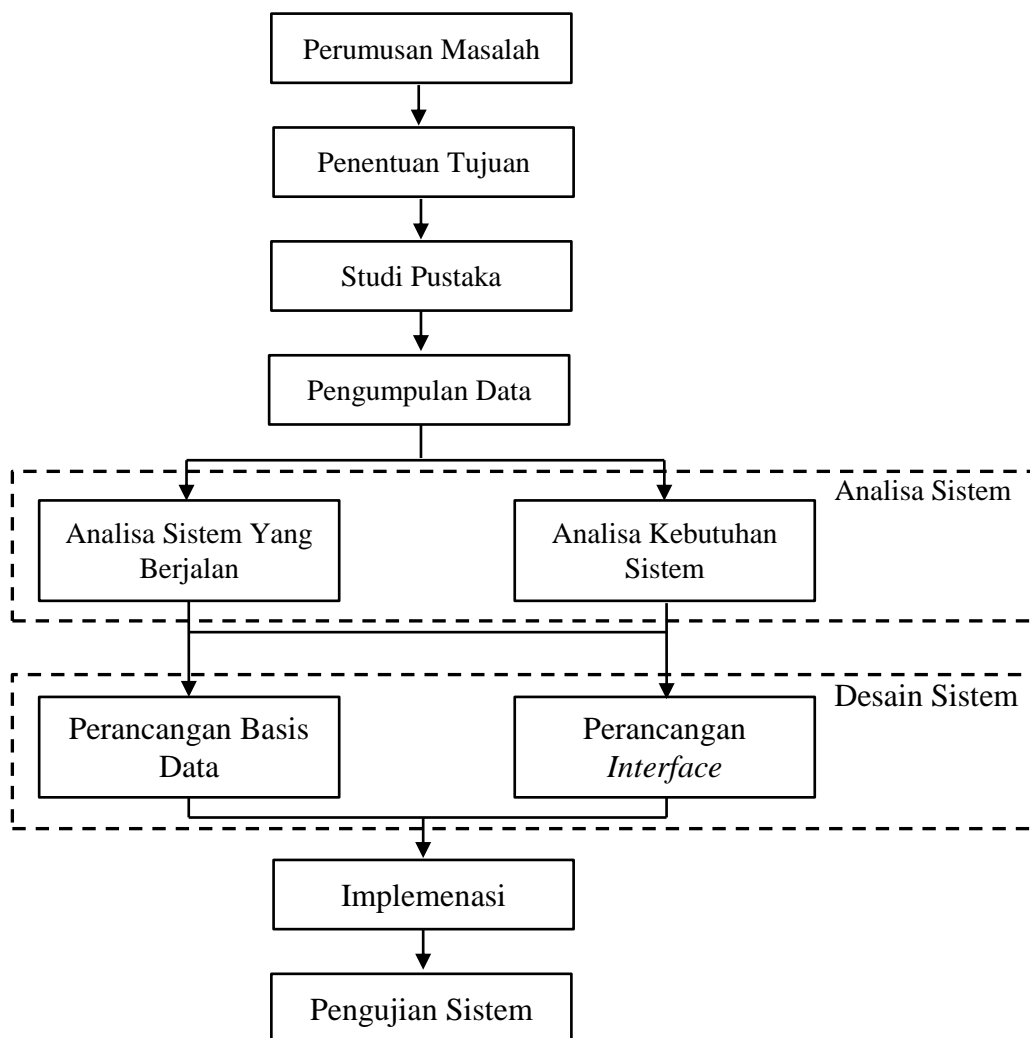 Perumusan Masalah
Penentuan Tujuan
Studi Pustaka
Pengumpulan Data
Analisa Sistem
Analisa Sistem Yang
Berjalan
Analisa Kebutuhan
Sistem
Desain Sistem
Perancangan Basis
Data
Perancangan
Interface
Implemenasi
Pengujian Sistem